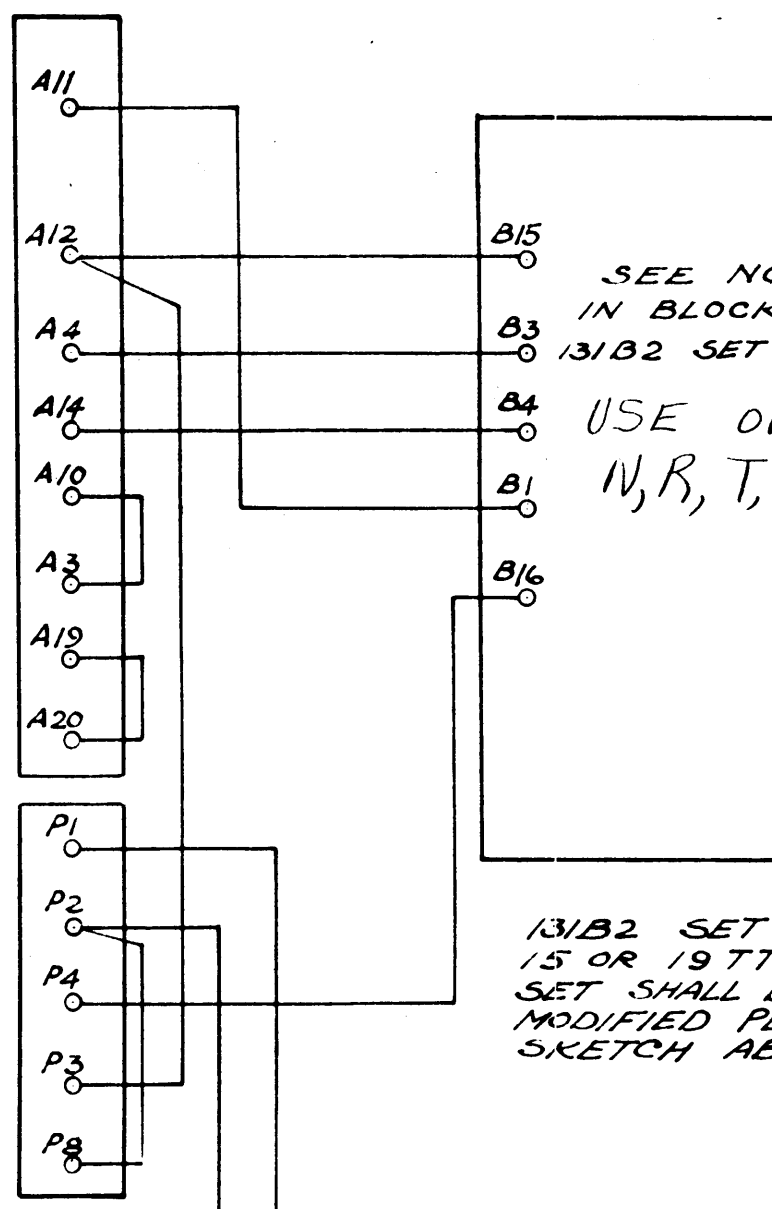 A11
A12
A4
A14
A10
A3
A19
A20
P1
P2
P4
P3
P8
B15
B3
B4
B1
B16
SEE NO
IN BLOCK
131B2 SET
USE O
N, R, T,
131B2 SET
15 OR 19 TT
SET SHALL
MODIFIED
SKETCH AB